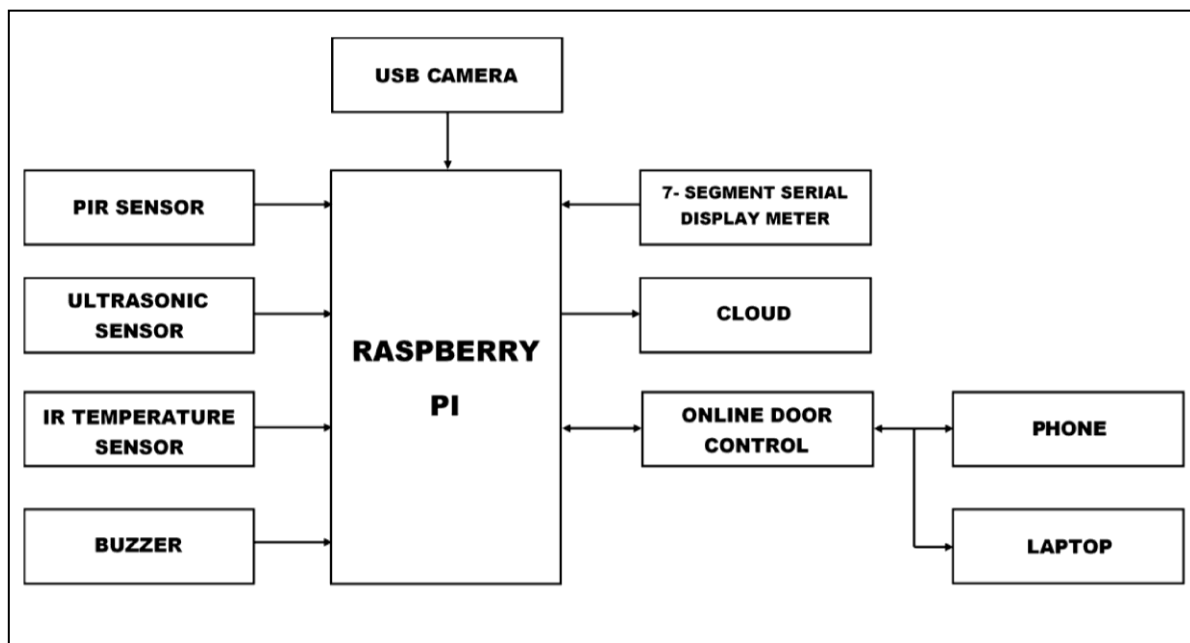 USB CAMERA
PIR SENSOR
7- SEGMENT SERIAL
DISPLAY METER
ULTRASONIC
SENSOR
CLOUD
RASPBERRY
PI
IR TEMPERATURE
SENSOR
ONLINE DOOR
CONTROL
PHONE
BUZZER
LAPTOP